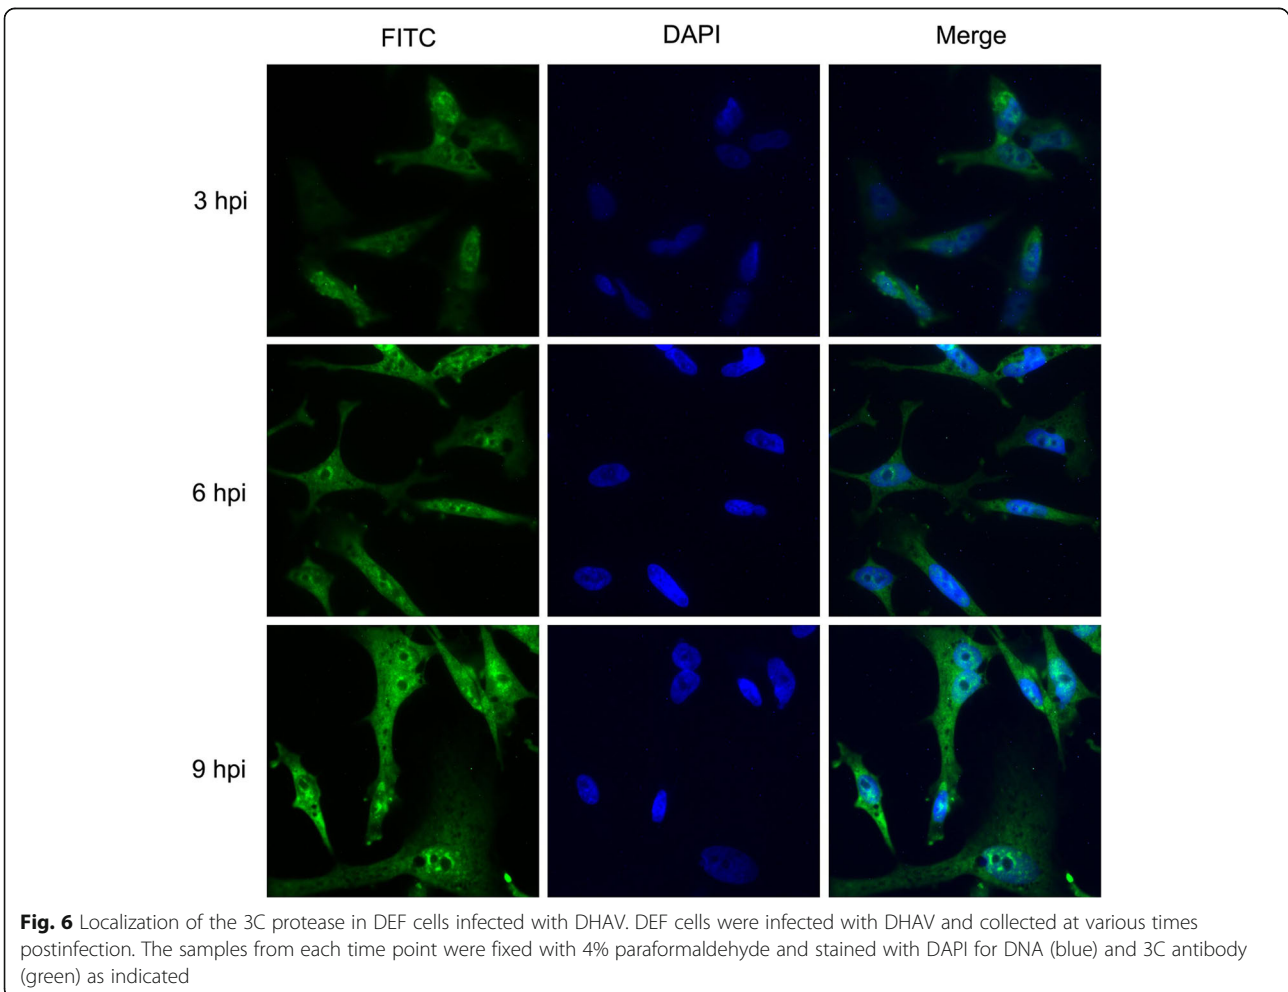 FITC
DAPI
Merge
3 hpi
6 hpi
9 hpi
Fig. 6 Localization of the 3C protease in DEF cells infected with DHAV. DEF cells were infected with DHAV and collected at various times
postinfection. The samples from each time point were fixed with 4% paraformaldehyde and stained with DAPI for DNA (blue) and 3C antibody
(green) as indicated